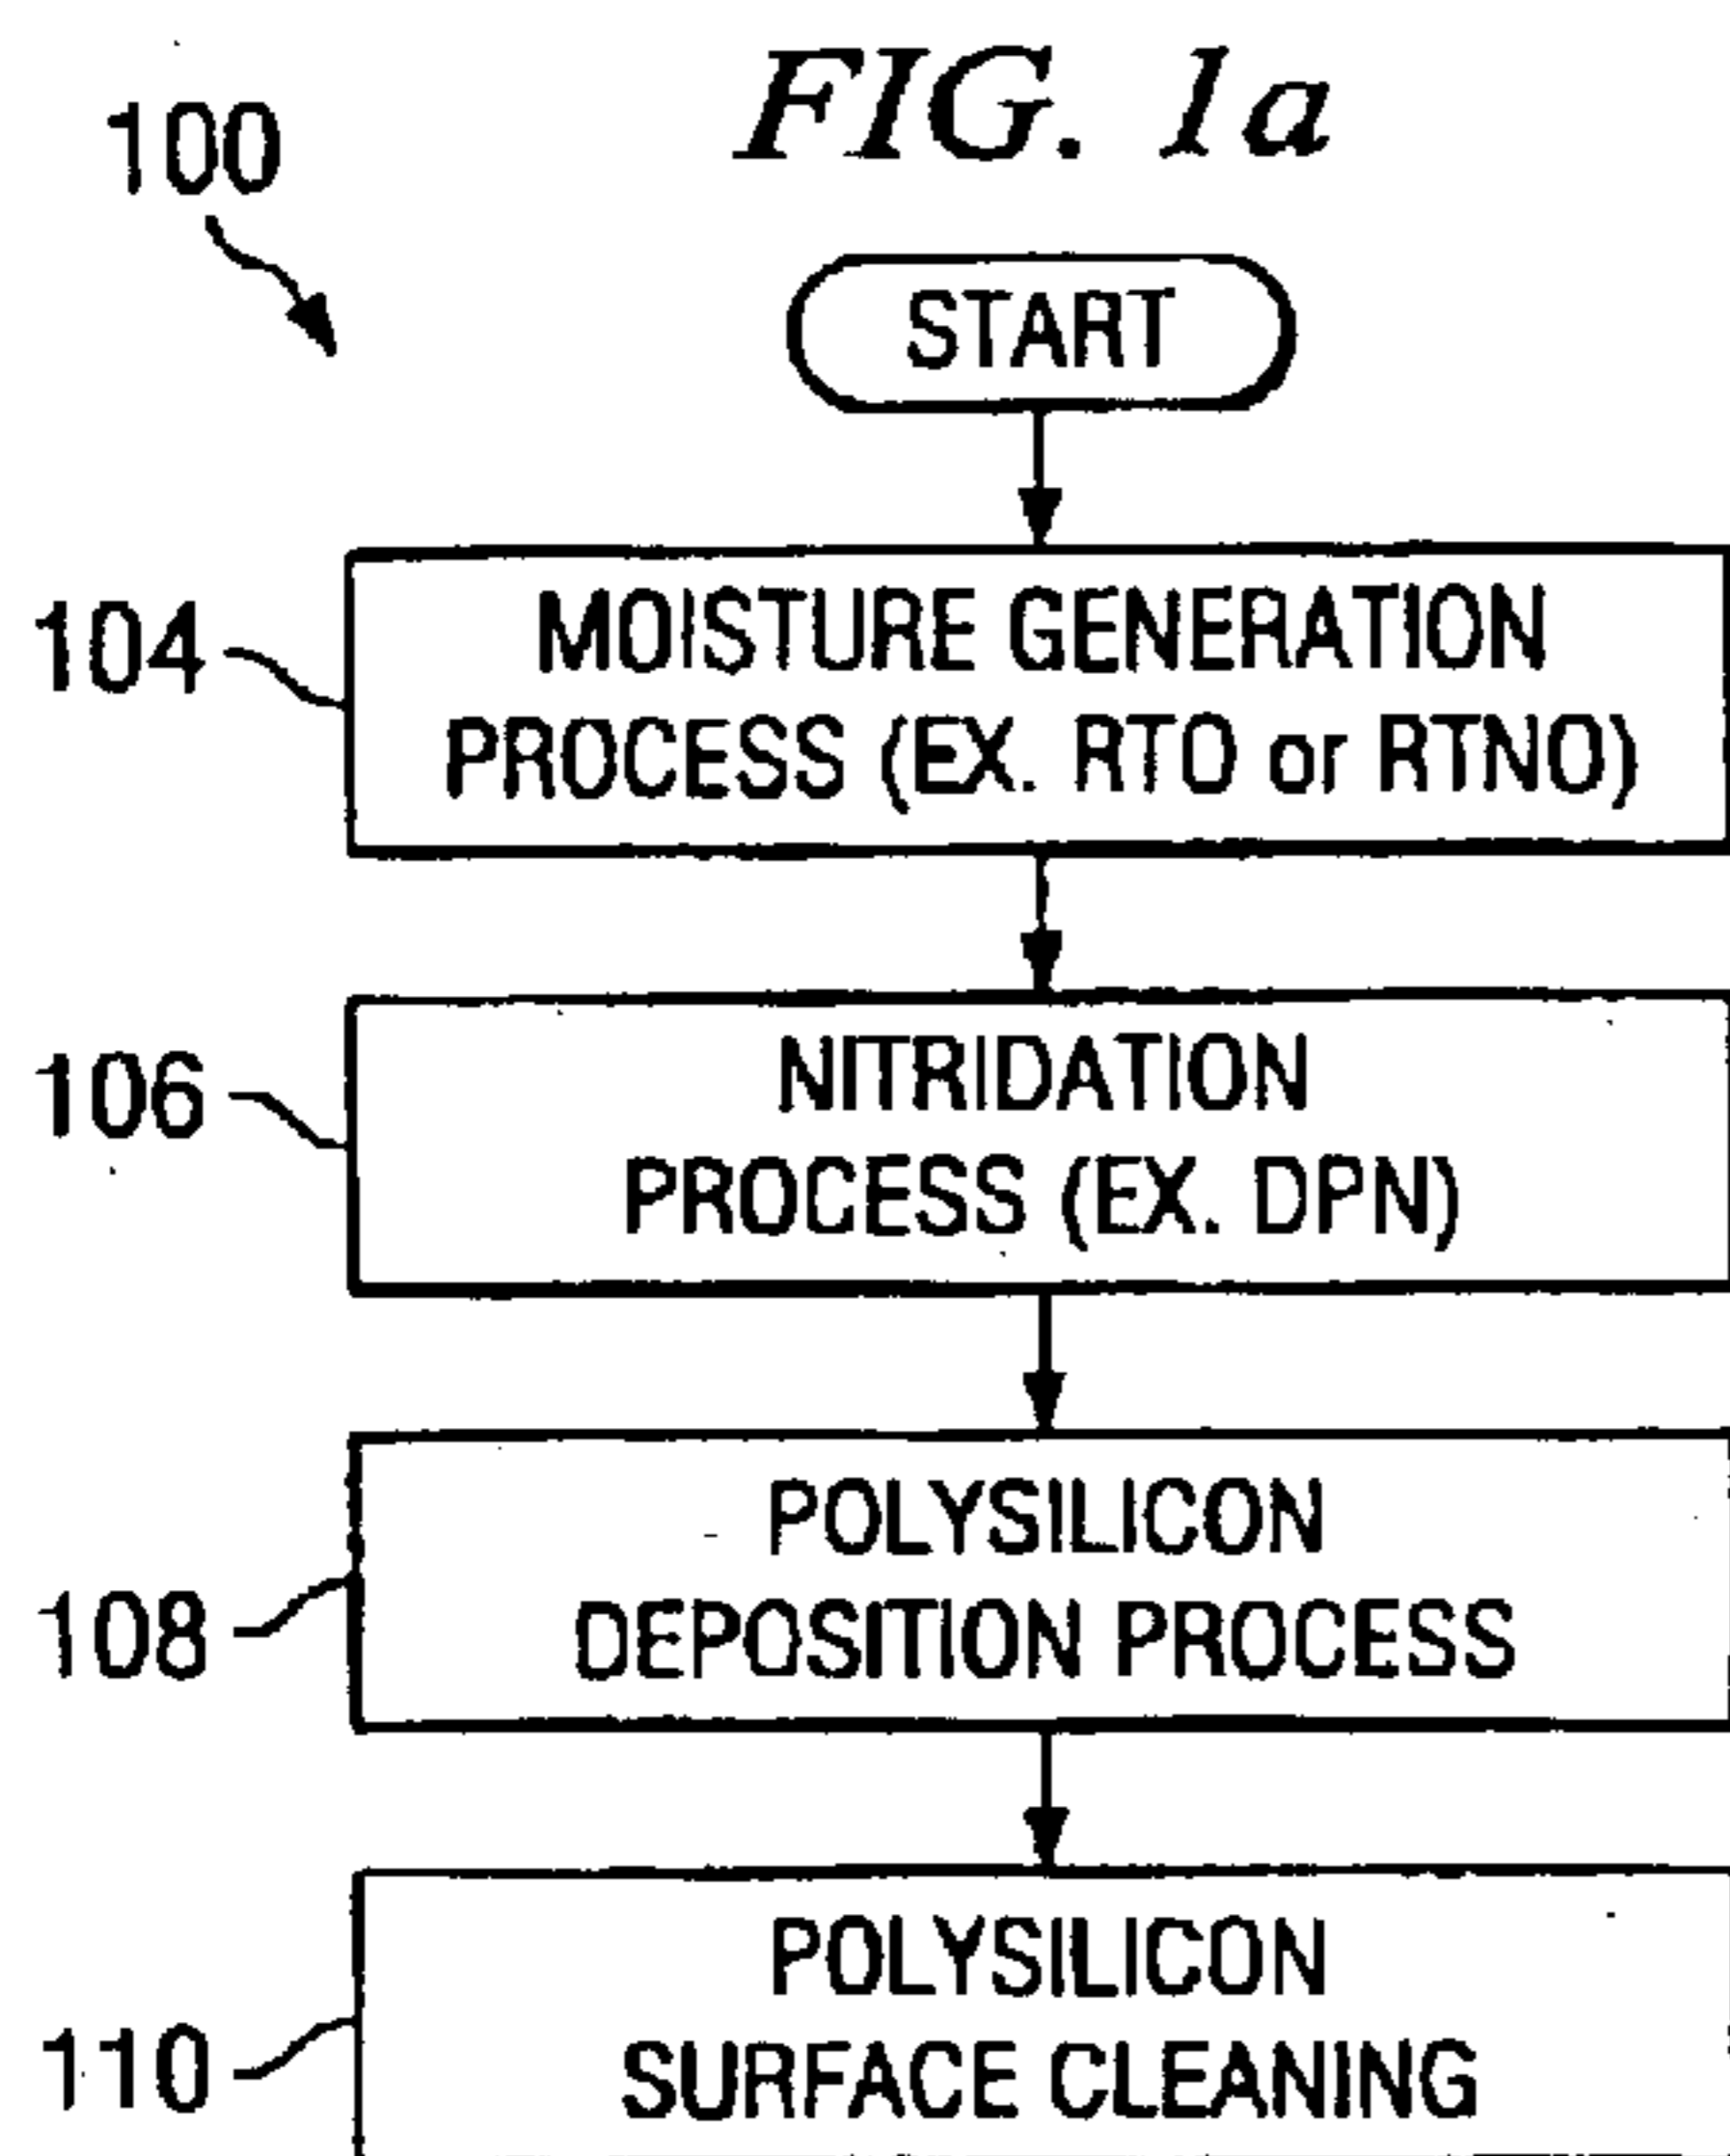 FIG. 1a
100
START
104
MOISTURE GENERATION
PROCESS (EX. RTO or RTNO)
106
NITRIDATION
PROCESS (EX. DPN)
108
POLYSILICON
DEPOSITION PROCESS
110
POLYSILICON
SURFACE CLEANING